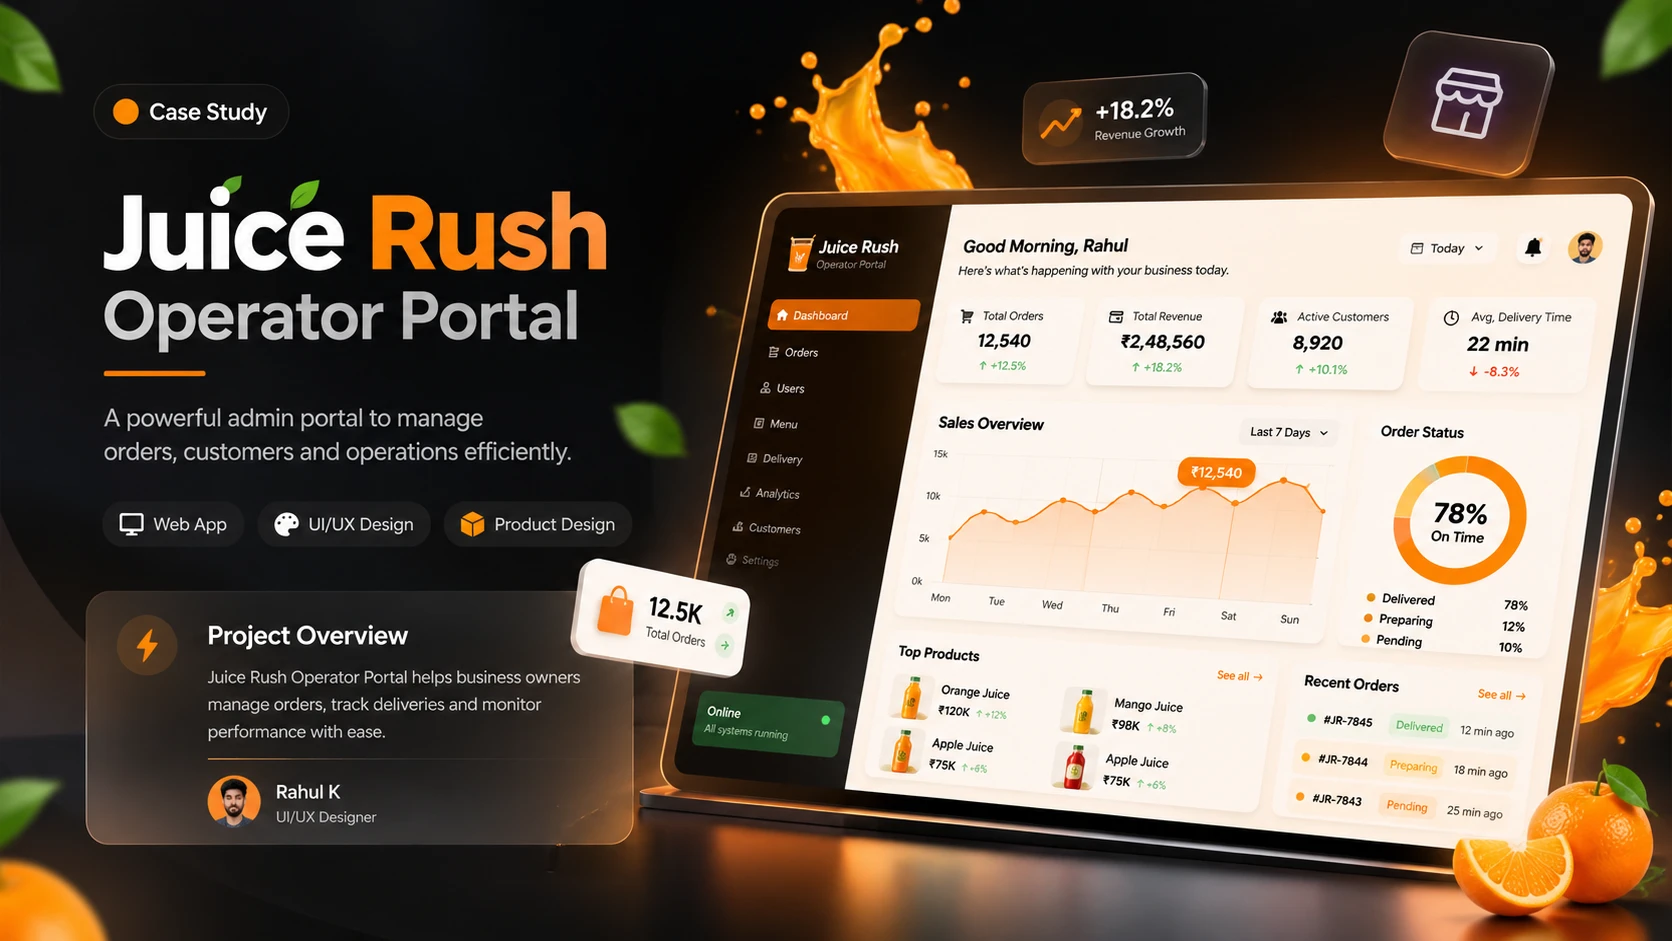 Case Study
Juice Rush
Operator Portal
A powerful admin portal to manage
orders, customers and operations efficiently.
Web App
UI/UX Design
Product Design
Project Overview
Juice Rush Operator Portal helps business owners
manage orders, track deliveries and monitor
performance with ease.
Rahul K
UI/UX Designer
12.5K
Total Orders
+18.2%
Revenue Growth
Juice Rush
Operator Portal
Dashboard
Orders
Users
Menu
Delivery
Analytics
Customers
Settings
Online
All systems running
Good Morning, Rahul
Here's what's happening with your business today.
Today
Total Orders
12,540
↑ +12.5%
Total Revenue
₹2,48,560
↑ +18.2%
Active Customers
8,920
↑ +10.1%
Avg, Delivery Time
22 min
↓ -8.3%
Sales Overview
Last 7 Days
₹12,540
15k
10k
5k
0k
Mon Tue Wed Thu Fri Sat Sun
Order Status
78%
On Time
Delivered 78%
Preparing 12%
Pending 10%
Top Products
See all →
Orange Juice
₹120K ↑ +12%
Mango Juice
₹98K ↑ +8%
Apple Juice
₹75K ↑ +6%
Apple Juice
₹75K ↑ +6%
Recent Orders
See all →
#JR-7845 Delivered 12 min ago
#JR-7844 Preparing 18 min ago
#JR-7843 Pending 25 min ago